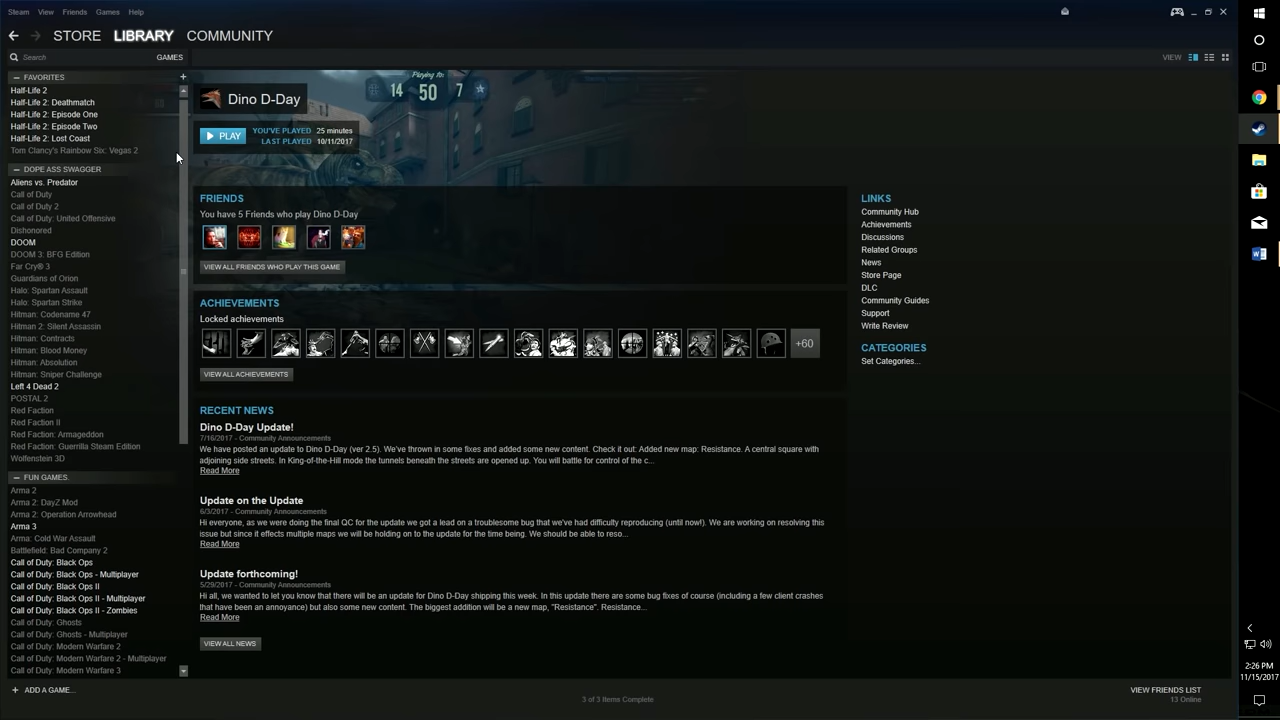 Steam View Friends Games Help
STORE LIBRARY COMMUNITY
Search GAMES VIEW
FAVORITES
Half-Life 2
Half-Life 2: Deathmatch
Half-Life 2: Episode One
Half-Life 2: Episode Two
Half-Life 2: Lost Coast
Tom Clancy's Rainbow Six: Vegas 2
DOPE ASS SWAGGER
Aliens vs. Predator
Call of Duty
Call of Duty 2
Call of Duty: United Offensive
Dishonored
DOOM
DOOM 3: BFG Edition
Far Cry® 3
Guardians of Orion
Halo: Spartan Assault
Halo: Spartan Strike
Hitman: Codename 47
Hitman 2: Silent Assassin
Hitman: Contracts
Hitman: Blood Money
Hitman: Absolution
Hitman: Sniper Challenge
Left 4 Dead 2
POSTAL 2
Red Faction
Red Faction II
Red Faction: Armageddon
Red Faction: Guerrilla Steam Edition
Wolfenstein 3D
FUN GAMES.
Arma 2
Arma 2: DayZ Mod
Arma 2: Operation Arrowhead
Arma 3
Arma: Cold War Assault
Battlefield: Bad Company 2
Call of Duty: Black Ops
Call of Duty: Black Ops - Multiplayer
Call of Duty: Black Ops II
Call of Duty: Black Ops II - Multiplayer
Call of Duty: Black Ops II - Zombies
Call of Duty: Ghosts
Call of Duty: Ghosts - Multiplayer
Call of Duty: Modern Warfare 2
Call of Duty: Modern Warfare 2 - Multiplayer
Call of Duty: Modern Warfare 3
ADD A GAME...
Playing to:
14 50 7
Dino D-Day
PLAY
YOU'VE PLAYED 25 minutes
LAST PLAYED 10/11/2017
FRIENDS
You have 5 Friends who play Dino D-Day
VIEW ALL FRIENDS WHO PLAY THIS GAME
ACHIEVEMENTS
Locked achievements
+60
VIEW ALL ACHIEVEMENTS
RECENT NEWS
Dino D-Day Update!
7/16/2017 - Community Announcements
We have posted an update to Dino D-Day (ver 2.5). We've thrown in some fixes and added some new content. Check it out: Added new map: Resistance. A central square with
adjoining side streets. In King-of-the-Hill mode the tunnels beneath the streets are opened up. You will battle for control of the c...
Read More
Update on the Update
6/3/2017 - Community Announcements
Hi everyone, as we were doing the final QC for the update we got a lead on a troublesome bug that we've had difficulty reproducing (until now!). We are working on resolving this
issue but since it effects multiple maps we will be holding on to the update for the time being. We should be able to reso...
Read More
Update forthcoming!
5/29/2017 - Community Announcements
Hi all, we wanted to let you know that there will be an update for Dino D-Day shipping this week. In this update there are some bug fixes of course (including a few client crashes
that have been an annoyance) but also some new content. The biggest addition will be a new map, "Resistance". Resistance...
Read More
VIEW ALL NEWS
LINKS
Community Hub
Achievements
Discussions
Related Groups
News
Store Page
DLC
Community Guides
Support
Write Review
CATEGORIES
Set Categories...
3 of 3 Items Complete
VIEW FRIENDS LIST
13 Online
2:26 PM
11/15/2017